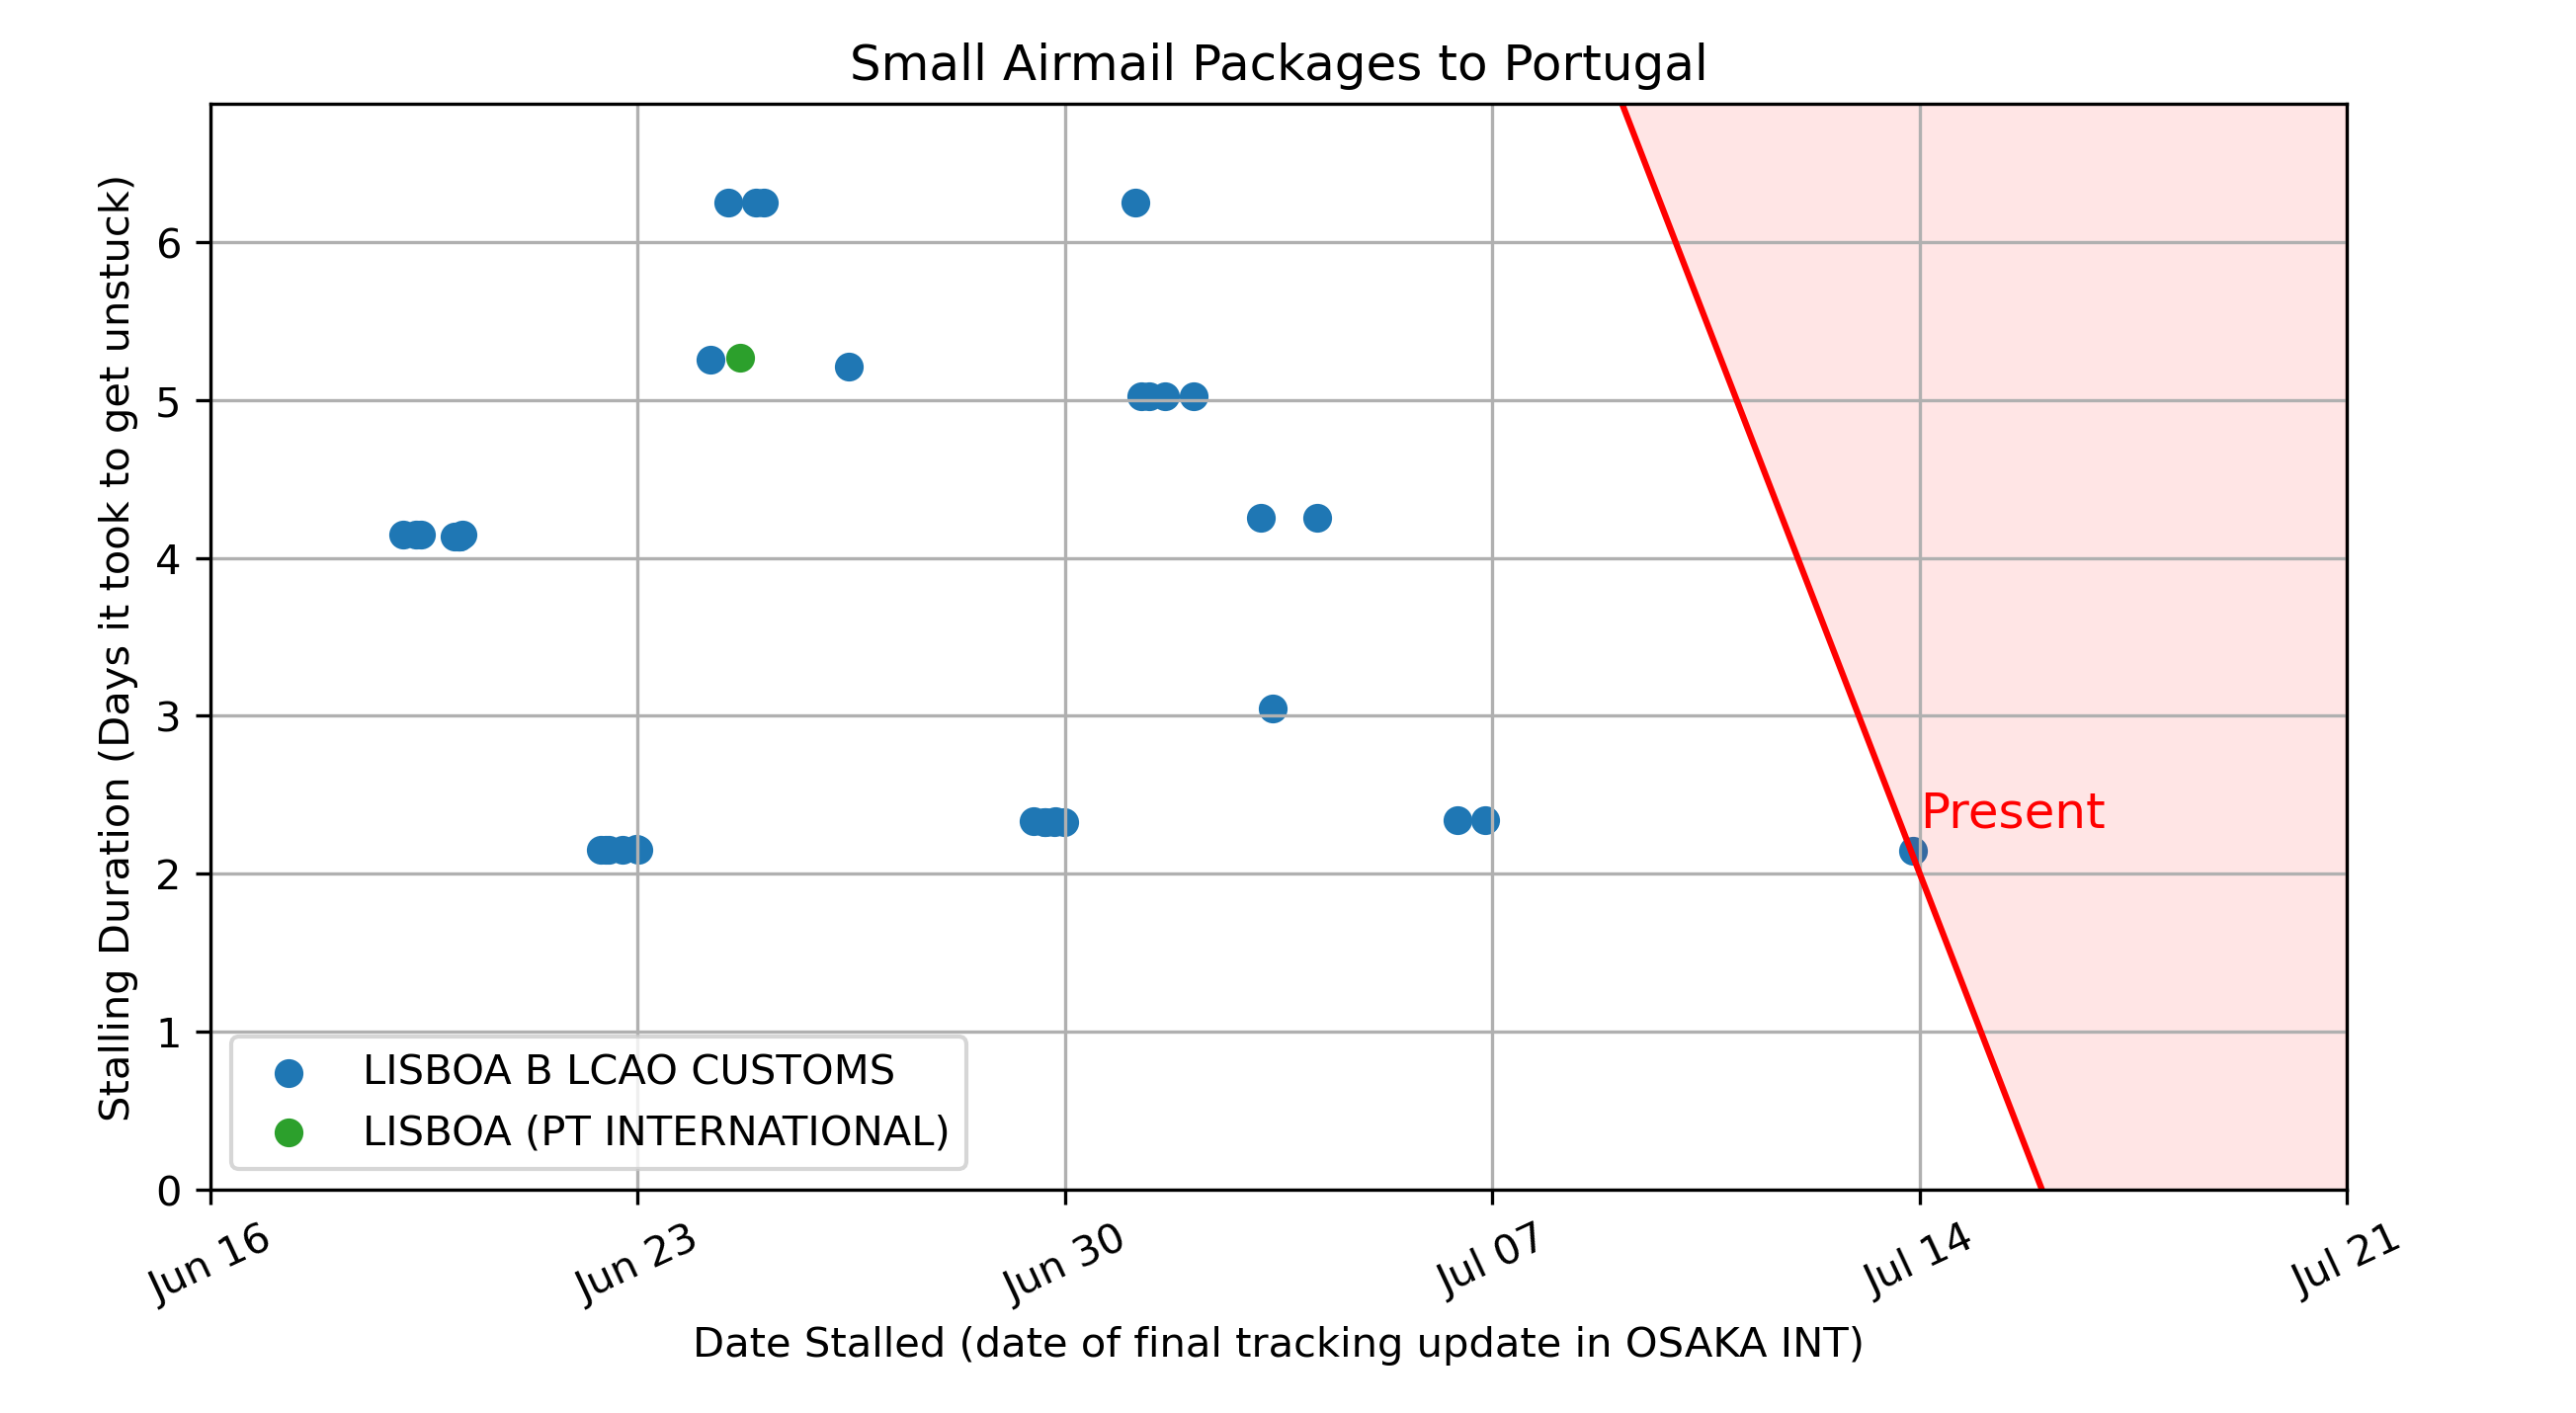 Small Airmail Packages to Portugal
Stalling Duration (Days it took to get unstuck)
6
5
4
3
2
1
0
Present
LISBOA B LCAO CUSTOMS
LISBOA (PT INTERNATIONAL)
Jun 16
Jun 23
Jun 30
Jul 07
Jul 14
Jul 21
Date Stalled (date of final tracking update in OSAKA INT)